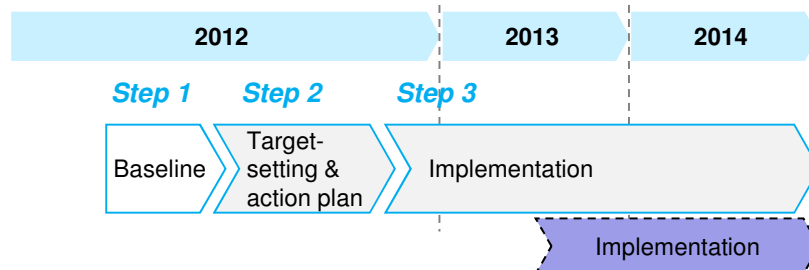 2012 2013 2014
Step 1 Step 2 Step 3
Baseline
Target-
setting &
action plan
Implementation
Implementation